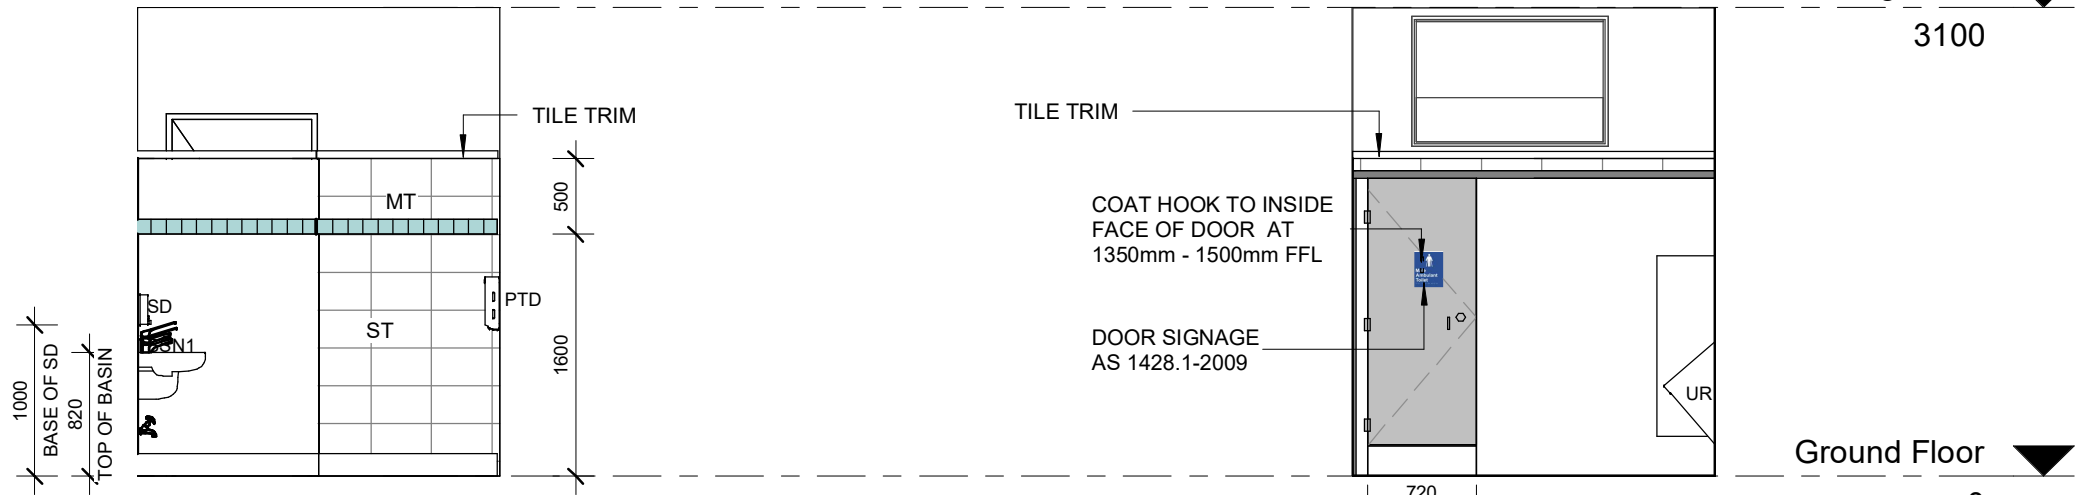 3100
TILE TRIM
TILE TRIM
500
MT
COAT HOOK TO INSIDE
FACE OF DOOR AT
1350mm - 1500mm FFL
Ambulant
Toilet
SD
PTD
ST
DOOR SIGNAGE
AS 1428.1-2009
1600
1000
BASE OF SD
820
TOP OF BASIN
UR
Ground Floor
720